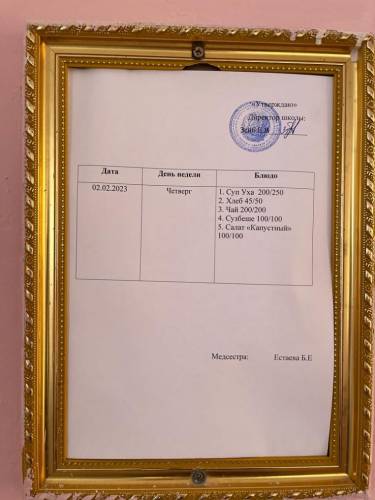 «Утверждаю»
Директор школы:
Дата День недели Блюдо
02.02.2023 Четверг 1. Суп Уха 200/250
2. Хлеб 45/50
3. Чай 200/200
4. Сузбеше 100/100
5. Салат «Капустный»
100/100
Медсестра: Естаева Б.Е